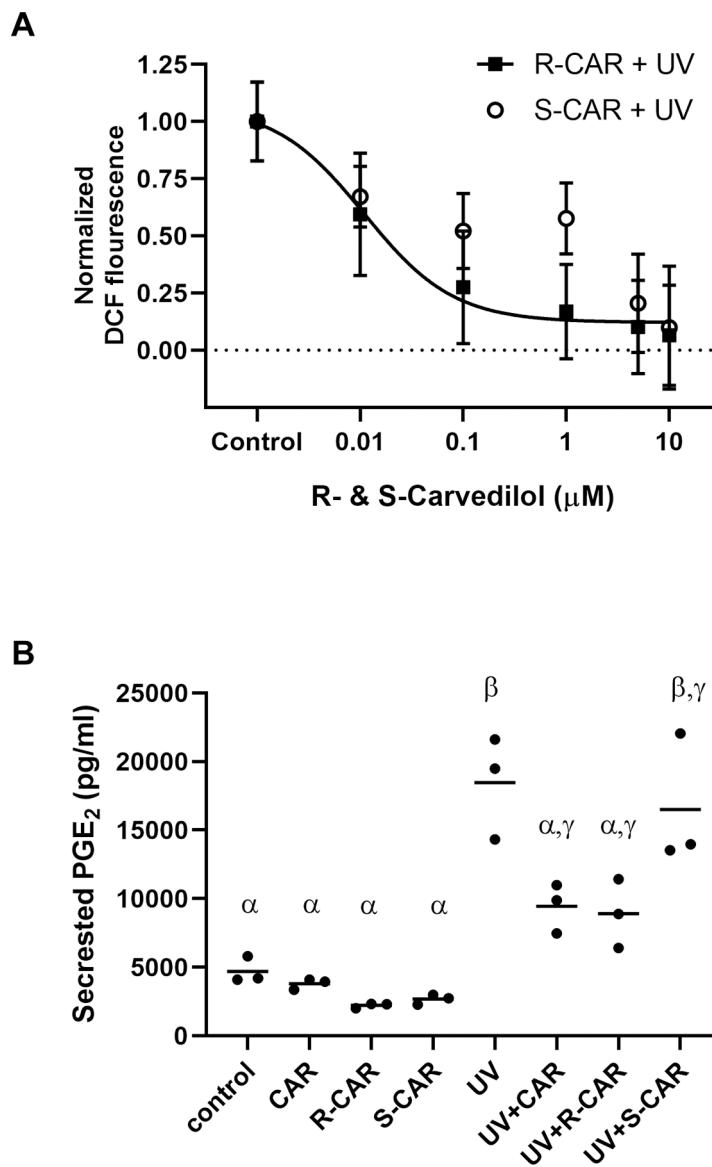 A
R-CAR + UV
S-CAR + UV
Normalized
DCF flourescence
1.25
1.00
0.75
0.50
0.25
0.00
Control 0.01 0.1 1 10
R- & S-Carvedilol (μM)
B
Secrested PGE₂ (pg/ml)
25000
20000
15000
10000
5000
0
α α α α β α,γ α,γ β,γ
control CAR R-CAR S-CAR UV UV+CAR UV+R-CAR UV+S-CAR